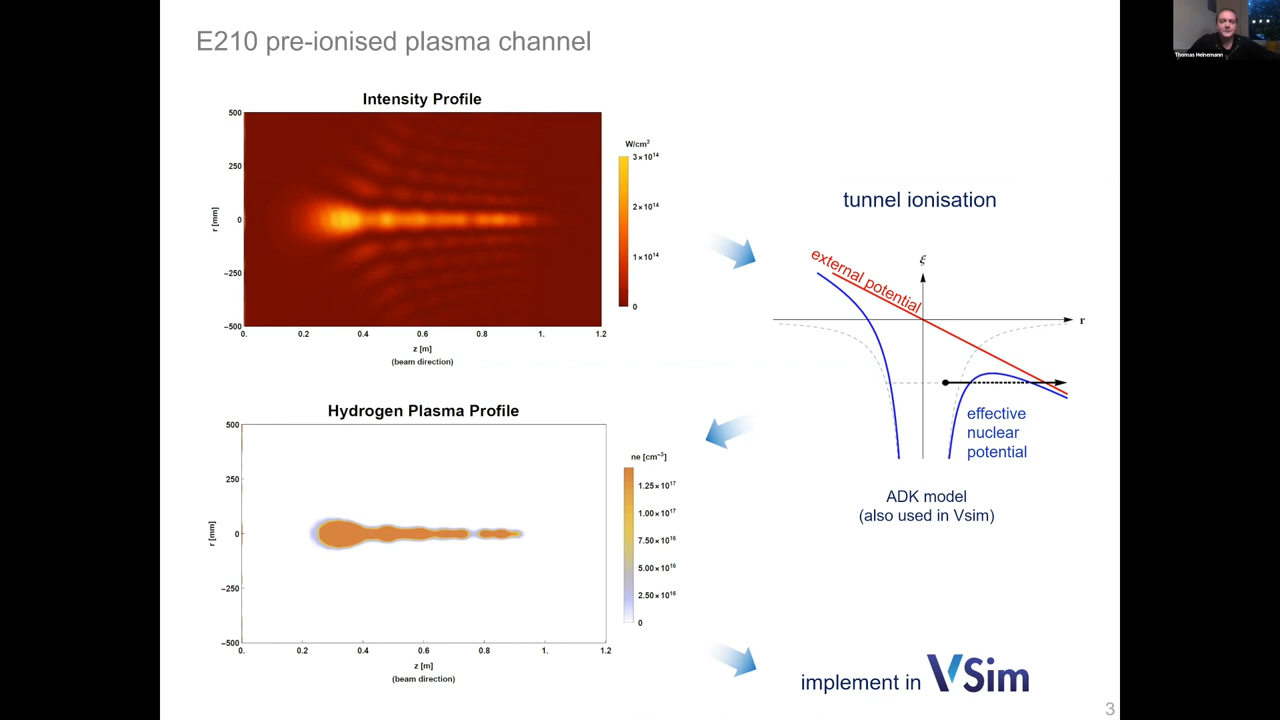 E210 pre-ionised plasma channel
Thomas Heinemann
Intensity Profile
500
250
0
−250
−500
r [mm]
0.
0.2
0.4
0.6
0.8
1.
1.2
z [m]
(beam direction)
W/cm²
3×10¹⁴
2×10¹⁴
1×10¹⁴
0
tunnel ionisation
external potential
ξ
r
effective
nuclear
potential
ADK model
(also used in Vsim)
Hydrogen Plasma Profile
500
250
0
−250
−500
r [mm]
0.
0.2
0.4
0.6
0.8
1.
1.2
z [m]
(beam direction)
ne [cm⁻³]
1.25×10¹⁷
1.00×10¹⁷
7.50×10¹⁶
5.00×10¹⁶
2.50×10¹⁶
0
implement in VSim
3